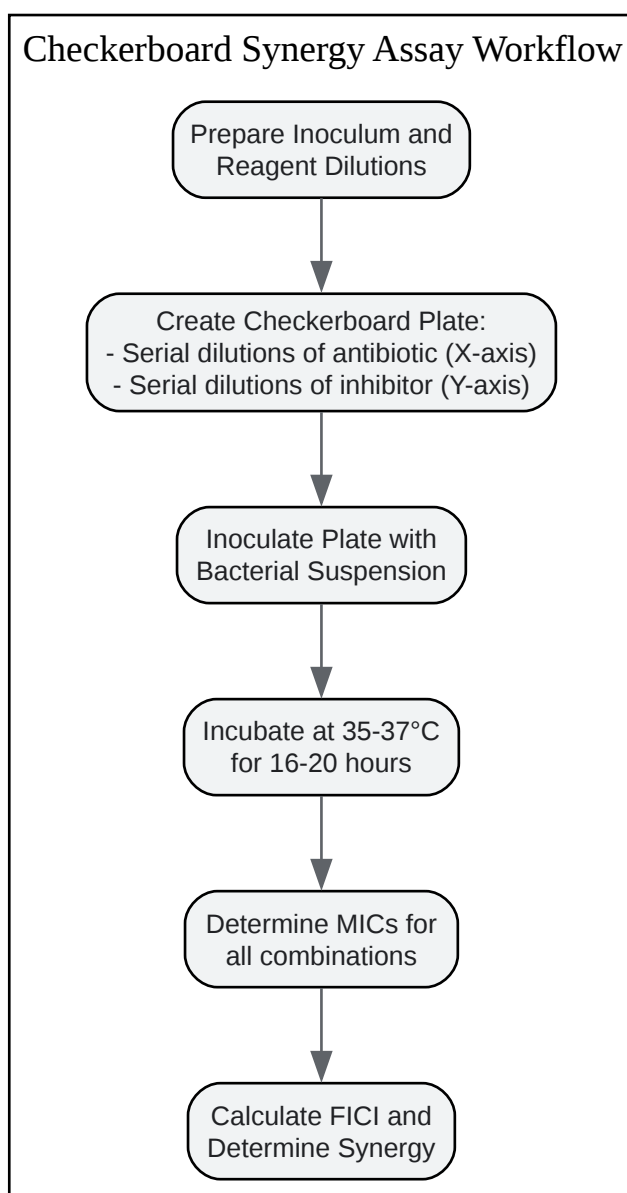 Checkerboard Synergy Assay Workflow
Prepare Inoculum and
Reagent Dilutions
Create Checkerboard Plate:
- Serial dilutions of antibiotic (X-axis)
- Serial dilutions of inhibitor (Y-axis)
Inoculate Plate with
Bacterial Suspension
Incubate at 35-37°C
for 16-20 hours
Determine MICs for
all combinations
Calculate FICI and
Determine Synergy